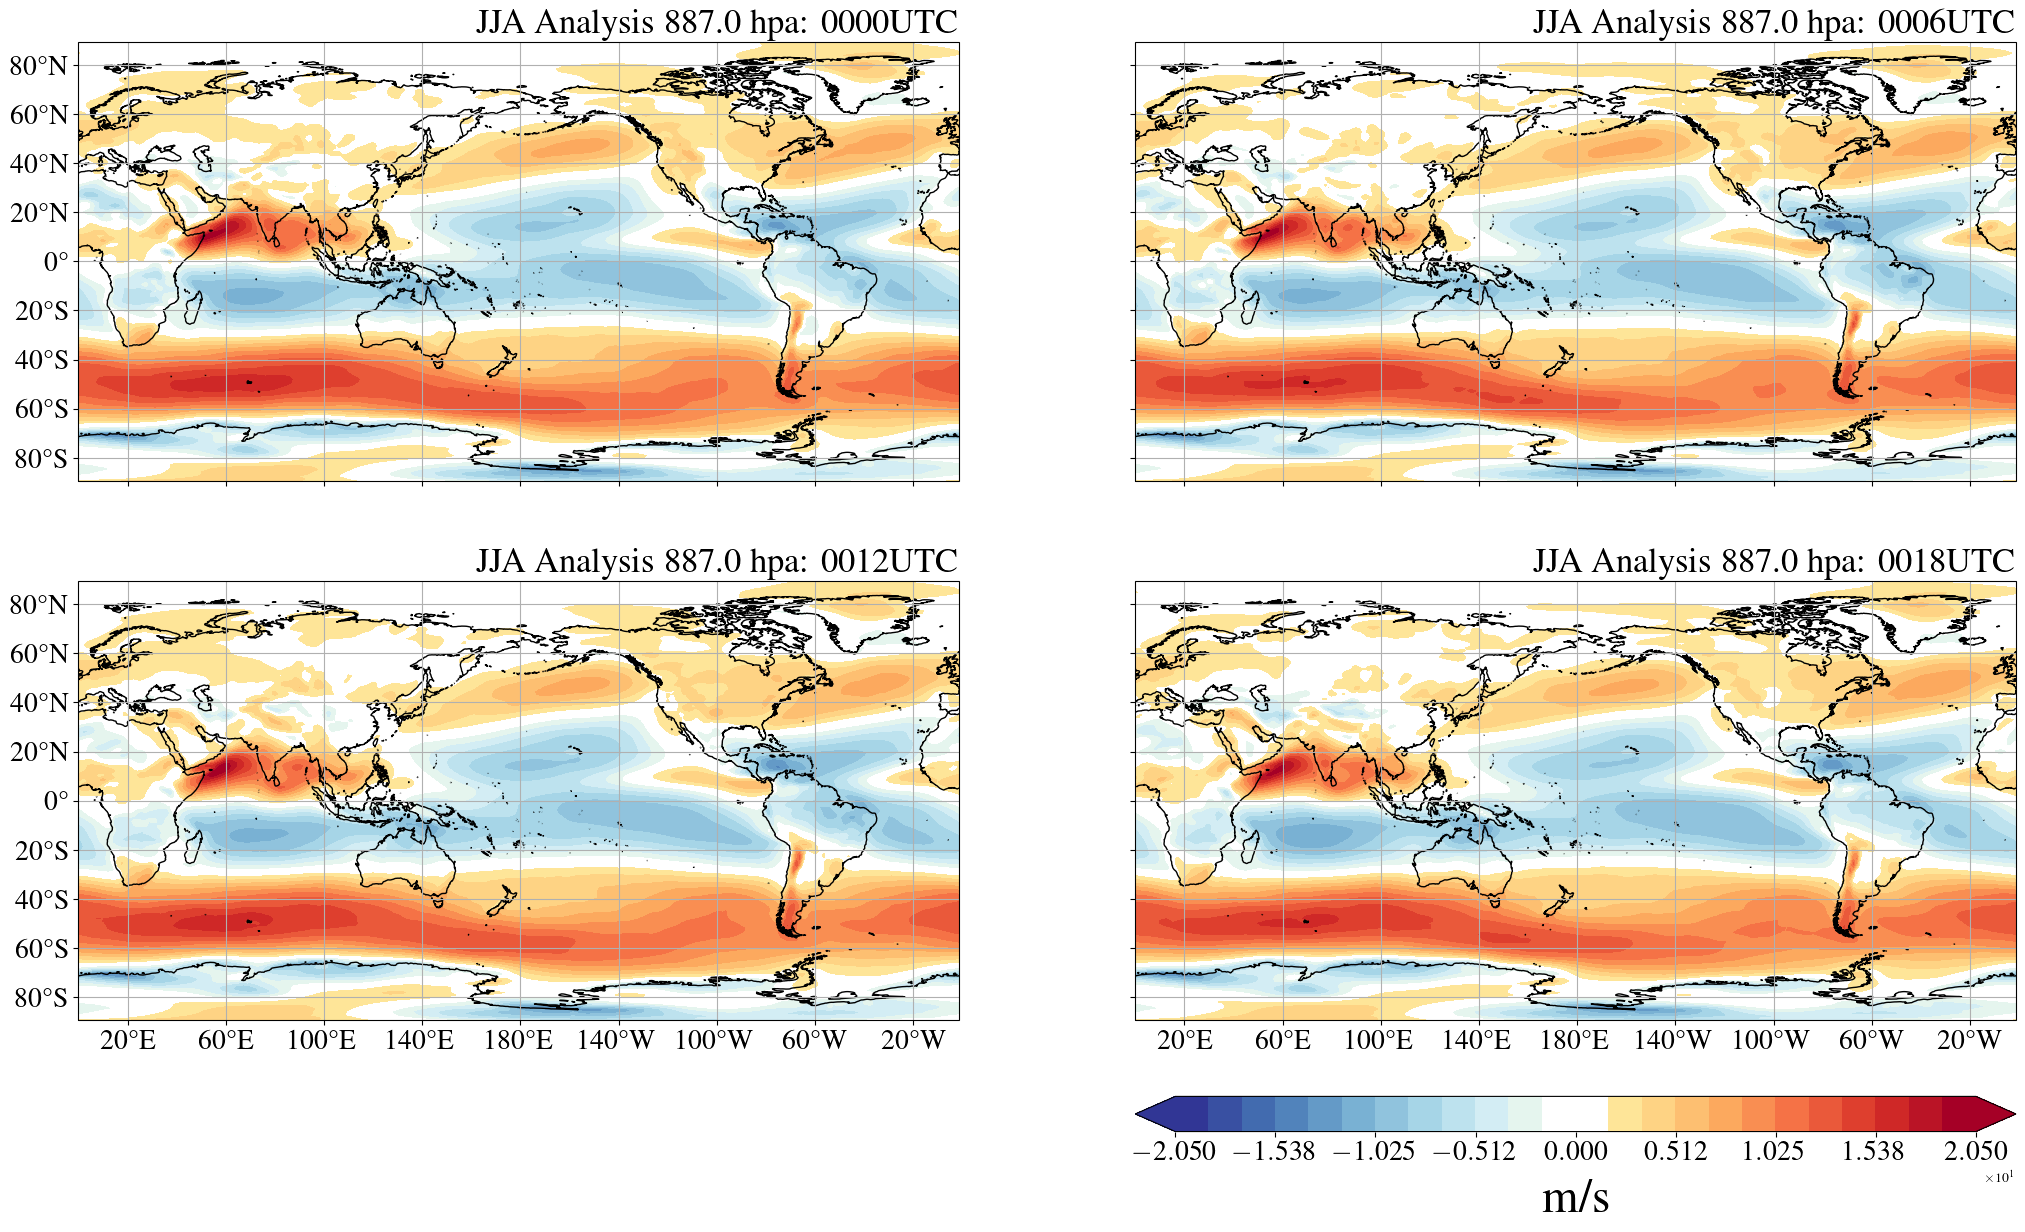 JJA Analysis 887.0 hpa: 0000UTC
JJA Analysis 887.0 hpa: 0006UTC
80°N
60°N
40°N
20°N
0°
20°S
40°S
60°S
80°S
JJA Analysis 887.0 hpa: 0012UTC
JJA Analysis 887.0 hpa: 0018UTC
80°N
60°N
40°N
20°N
0°
20°S
40°S
60°S
80°S
20°E 60°E 100°E 140°E 180°E 140°W 100°W 60°W 20°W
20°E 60°E 100°E 140°E 180°E 140°W 100°W 60°W 20°W
−2.050 −1.538 −1.025 −0.512 0.000 0.512 1.025 1.538 2.050
×10¹
m/s